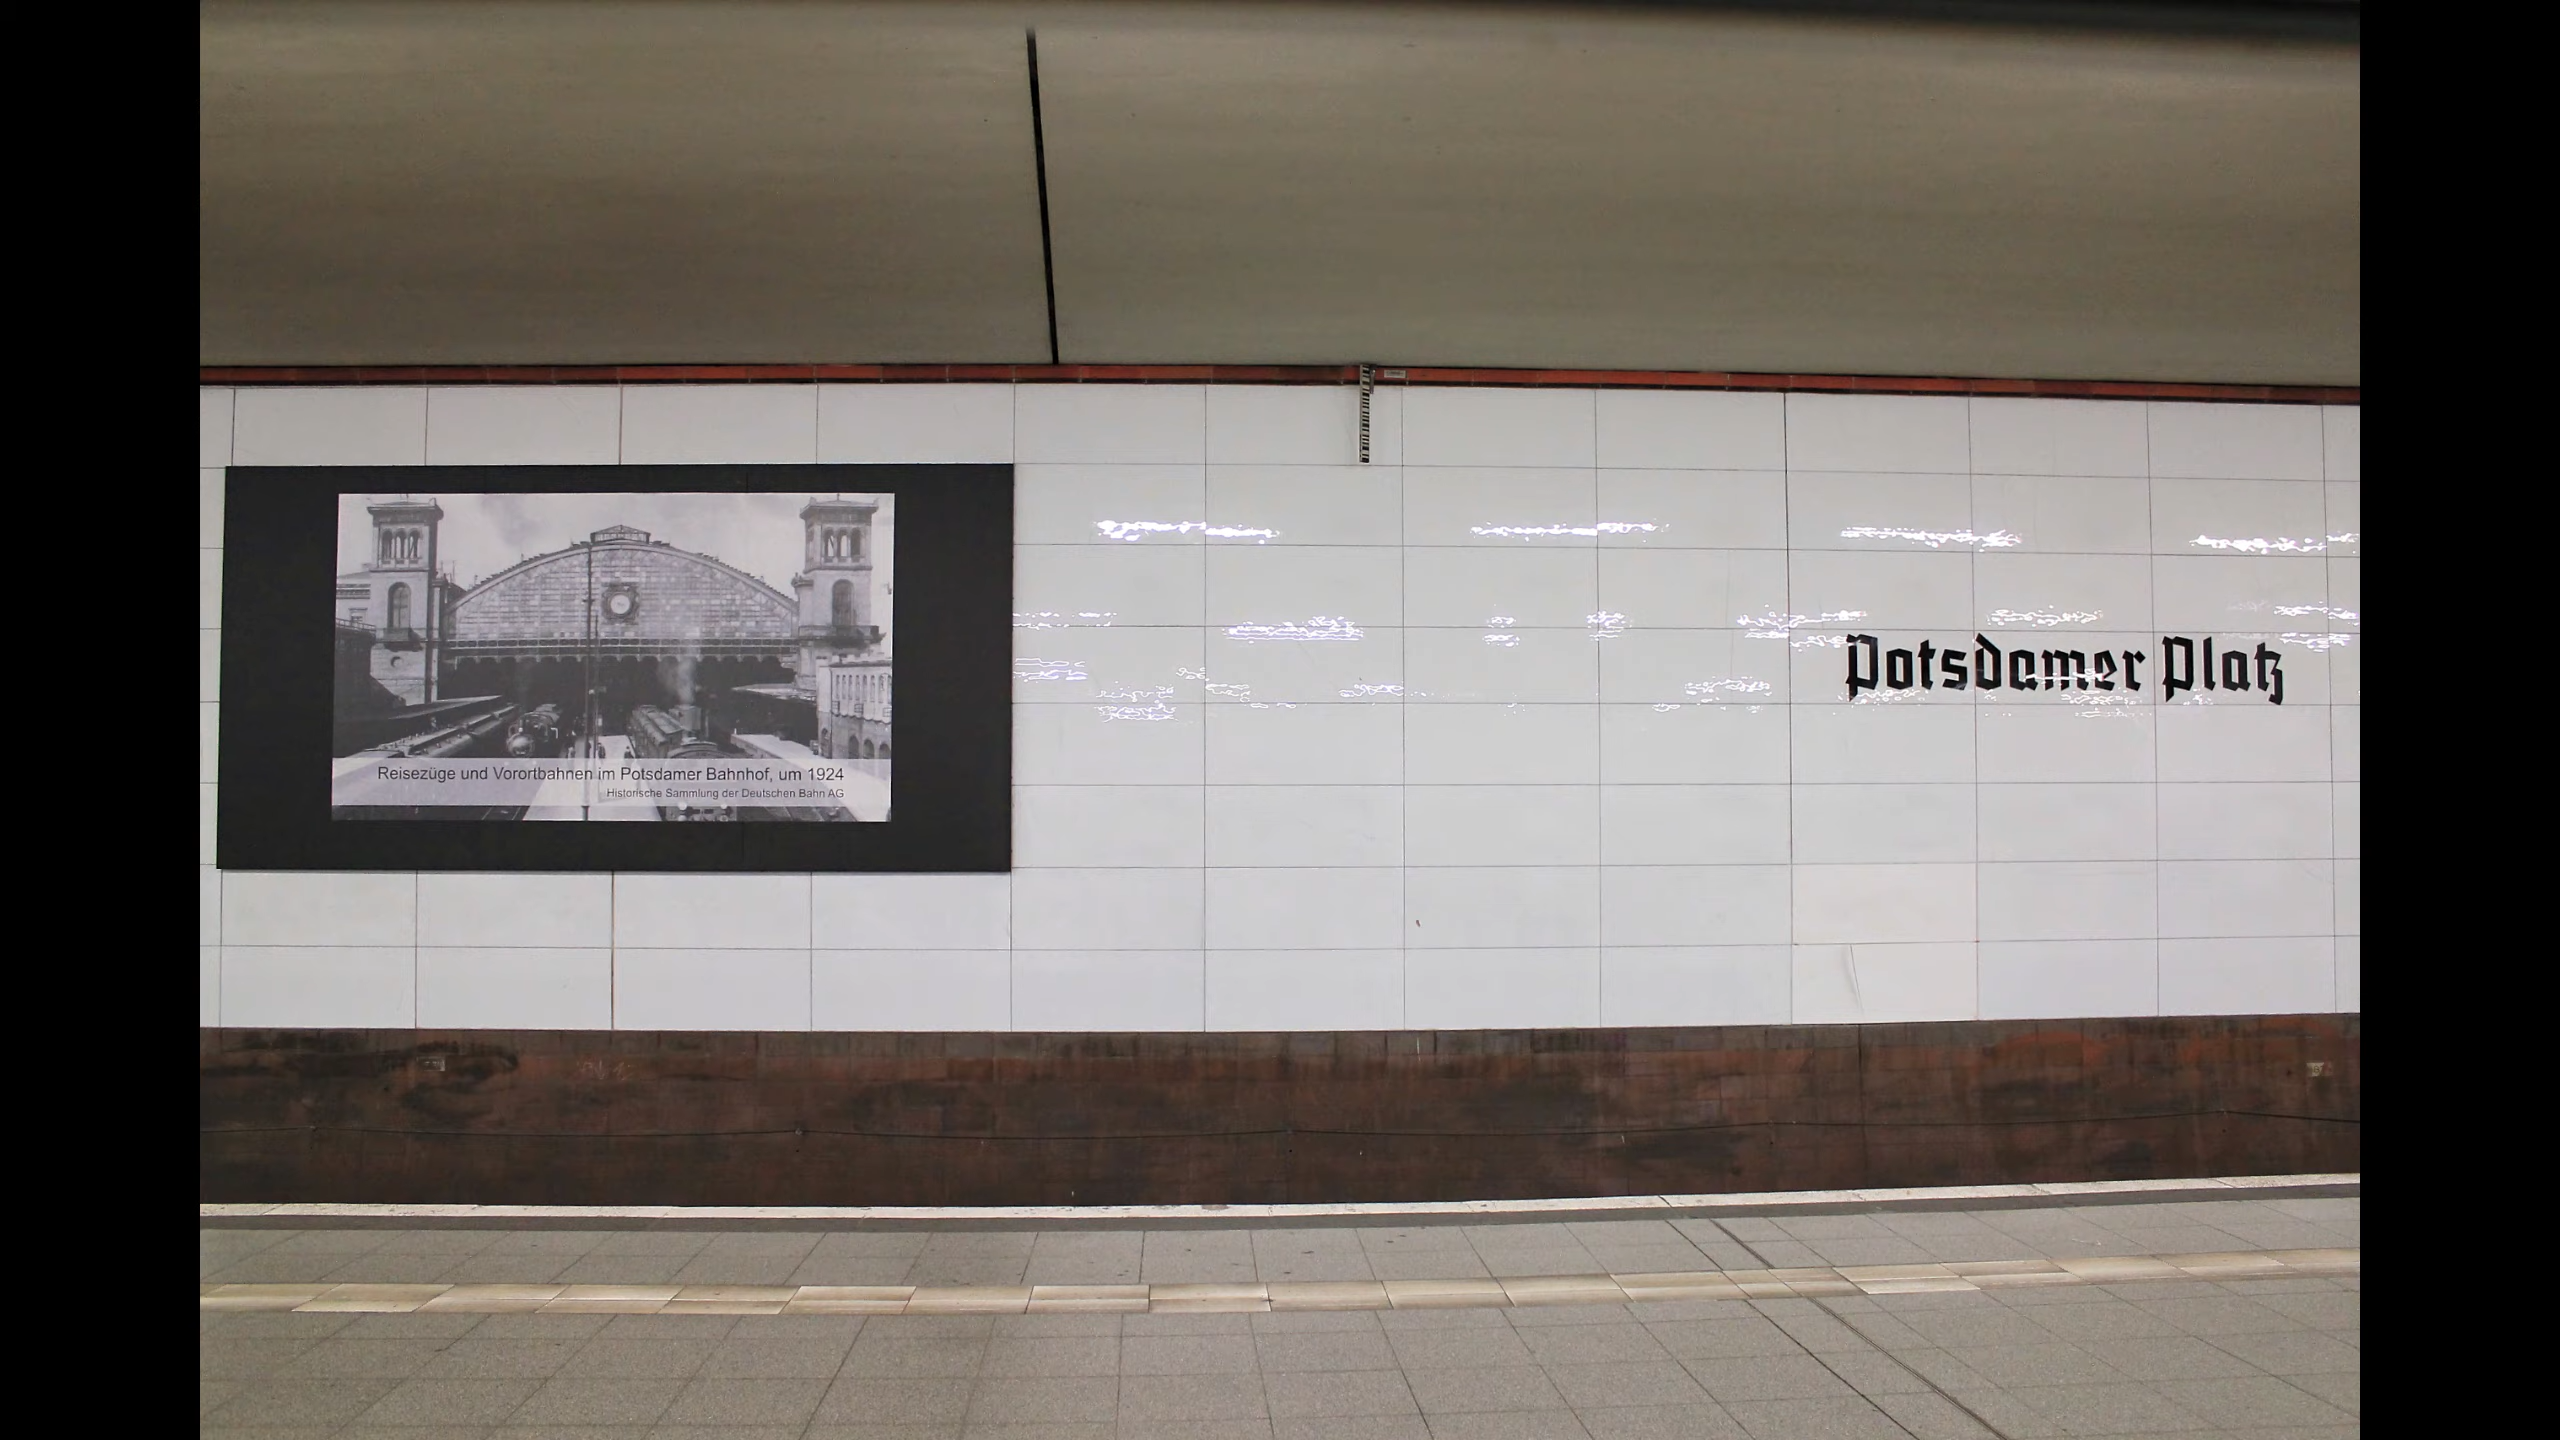 Reisezüge und Vorortbahnen im Potsdamer Bahnhof, um 1924
Historische Sammlung der Deutschen Bahn AG
Potsdamer Platz